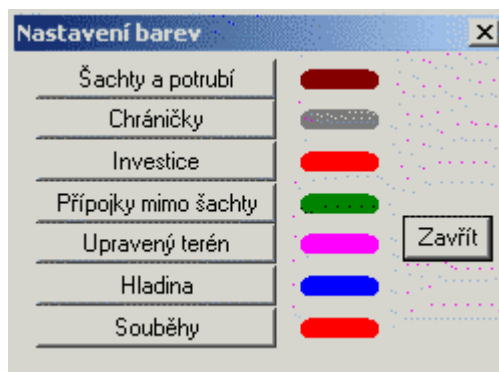 Nastavení barev
Šachty a potrubí
Chráničky
Investice
Přípojky mimo šachty
Upravený terén
Zavřít
Hladina
Souběhy